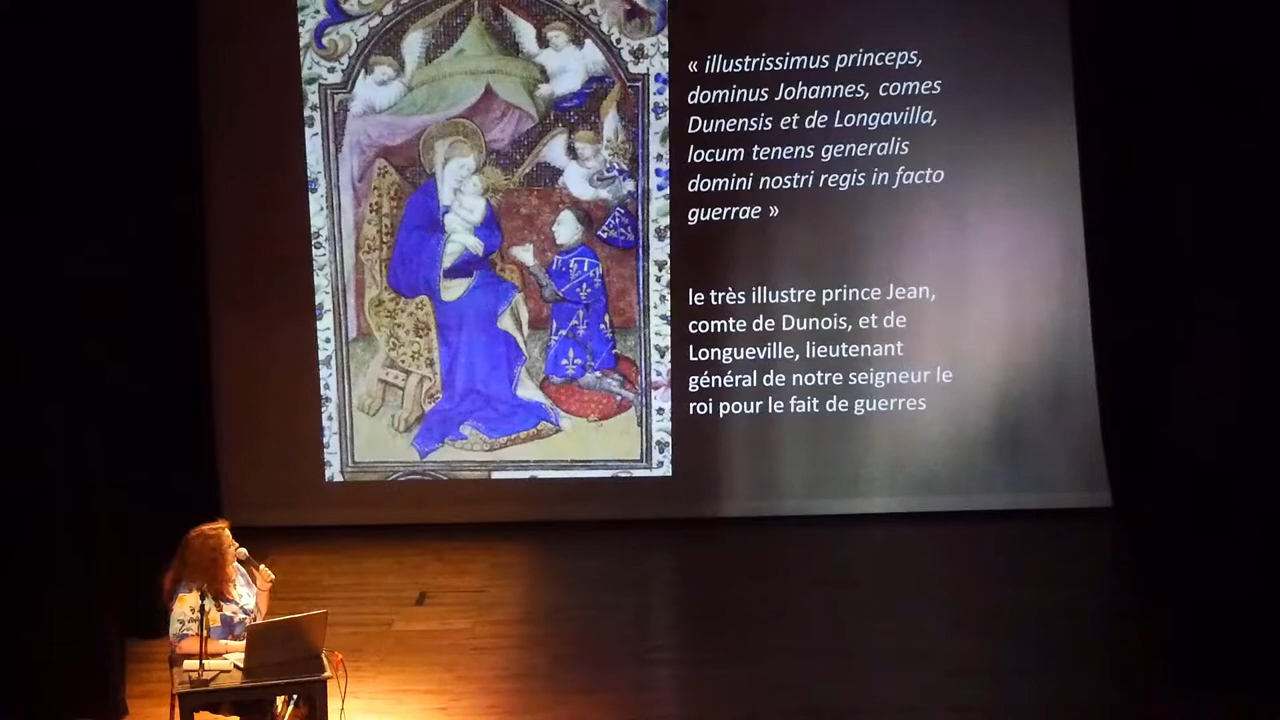 « illustrissimus princeps,
dominus Johannes, comes
Dunensis et de Longavilla,
locum tenens generalis
domini nostri regis in facto
guerrae »
le très illustre prince Jean,
comte de Dunois, et de
Longueville, lieutenant
général de notre seigneur le
roi pour le fait de guerres